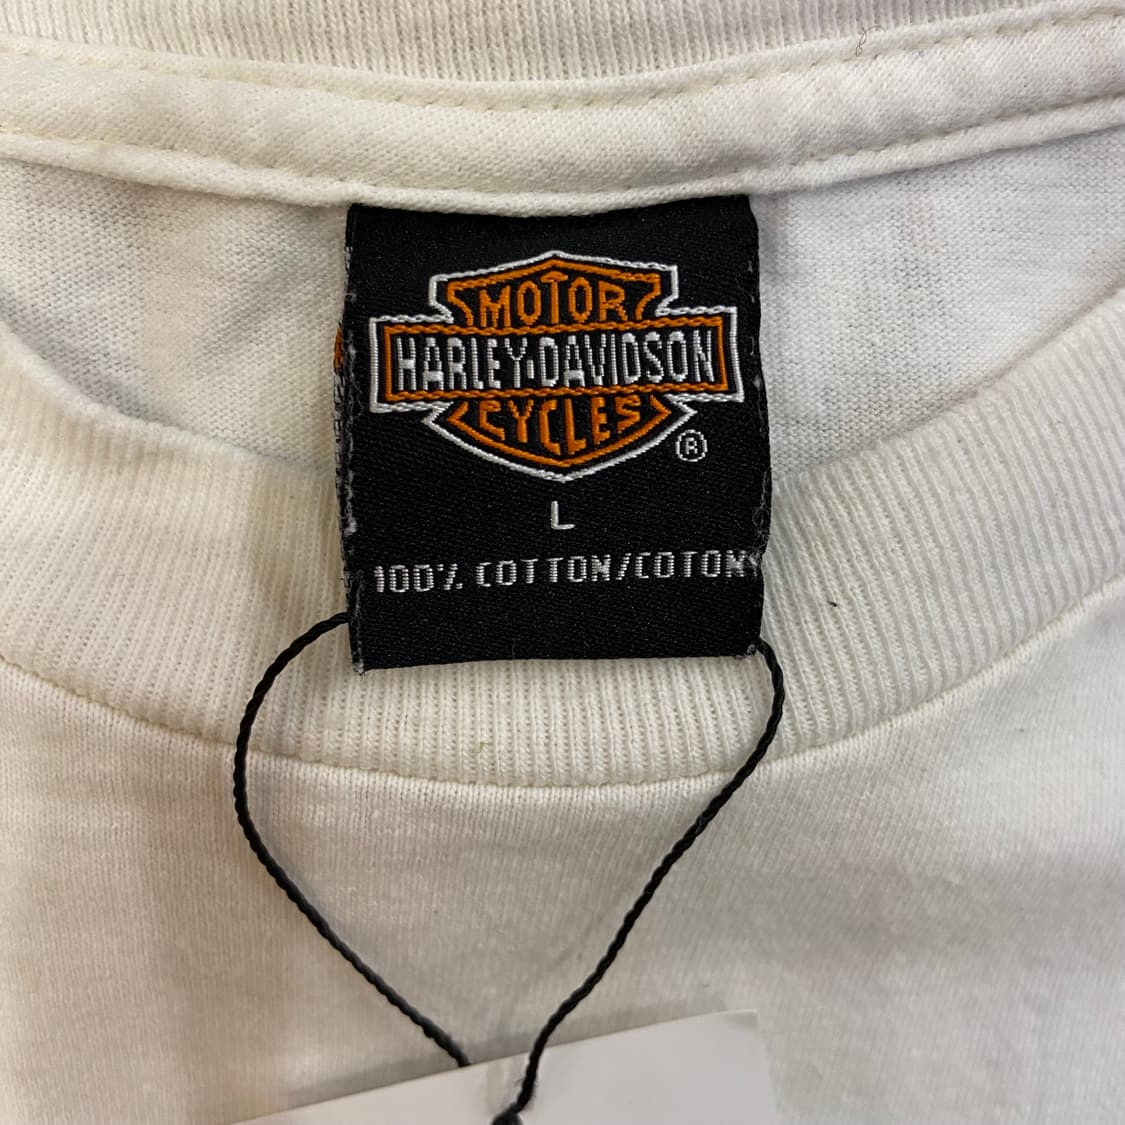 MOTOR
HARLEY-DAVIDSON
CYCLES
®
L
100% COTTON/COTON